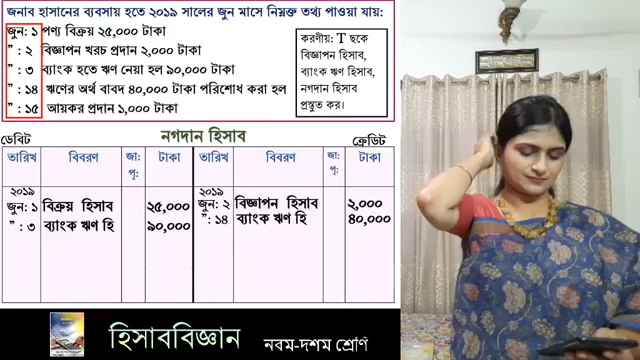 জনাব হাসানের ব্যবসায় হতে ২০১৯ সালের জুন মাসে নিম্নোক্ত তথ্য পাওয়া যায়:
জুন: ১ পণ্য বিক্রয় ২৫,০০০ টাকা
” : ২ বিজ্ঞাপন খরচ প্রদান ২,০০০ টাকা
” : ৩ ব্যাংক হতে ঋণ নেয়া হল ৯০,০০০ টাকা
” : ১৪ ঋণের অর্থ বাবদ ৪০,০০০ টাকা পরিশোধ করা হল
” : ১৫ আয়কর প্রদান ১,০০০ টাকা
করণীয়: T ছকে
বিজ্ঞাপন হিসাব,
ব্যাংক ঋণ হিসাব,
নগদান হিসাব
প্রস্তুত কর।
ডেবিট নগদান হিসাব ক্রেডিট
তারিখ বিবরণ জা: পৃ: টাকা তারিখ বিবরণ জা: পৃ: টাকা
২০১৯ ২০১৯
জুন: ১ বিক্রয় হিসাব ২৫,০০০ জুন: ২ বিজ্ঞাপন হিসাব ২,০০০
” : ৩ ব্যাংক ঋণ হি ৯০,০০০ ” : ১৪ ব্যাংক ঋণ হি ৪০,০০০
হিসাববিজ্ঞান নবম-দশম শ্রেণি